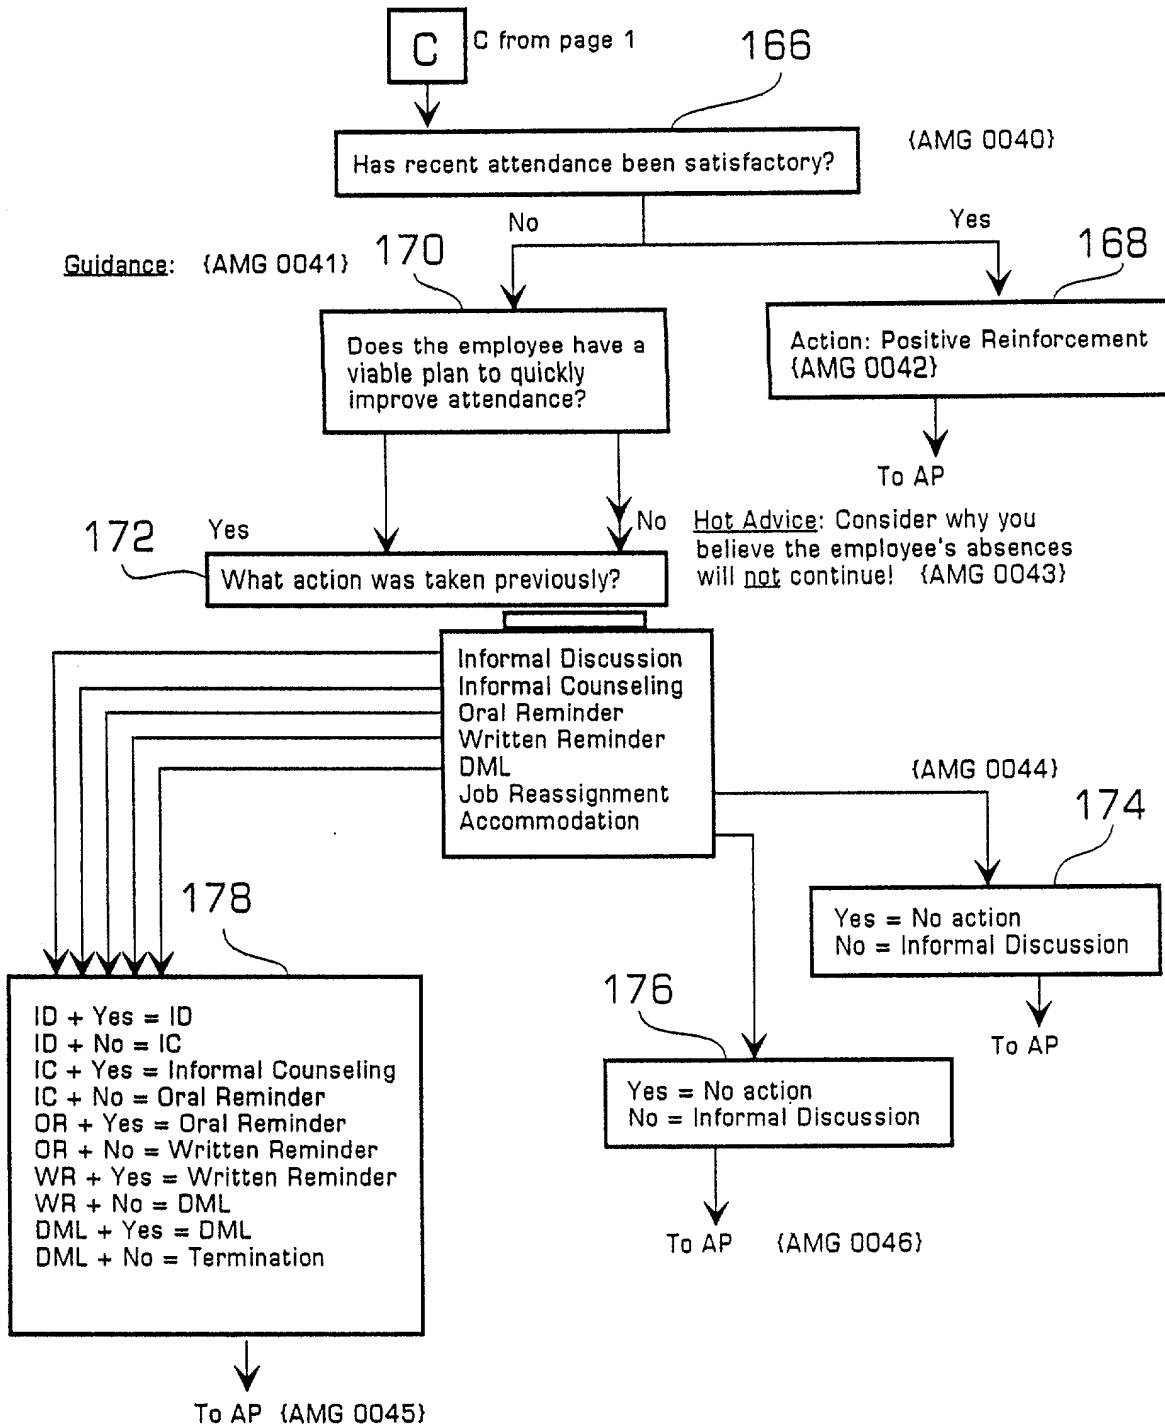 C
C from page 1
166
Has recent attendance been satisfactory?
{AMG 0040}
No
Yes
Guidance: {AMG 0041}
170
168
Does the employee have a
viable plan to quickly
improve attendance?
Action: Positive Reinforcement
{AMG 0042}
To AP
172
Yes
No
Hot Advice: Consider why you
believe the employee's absences
will not continue! {AMG 0043}
What action was taken previously?
Informal Discussion
Informal Counseling
Oral Reminder
Written Reminder
DML
Job Reassignment
Accommodation
{AMG 0044}
174
Yes = No action
No = Informal Discussion
To AP
178
176
Yes = No action
No = Informal Discussion
To AP {AMG 0046}
ID + Yes = ID
ID + No = IC
IC + Yes = Informal Counseling
IC + No = Oral Reminder
OR + Yes = Oral Reminder
OR + No = Written Reminder
WR + Yes = Written Reminder
WR + No = DML
DML + Yes = DML
DML + No = Termination
To AP {AMG 0045}